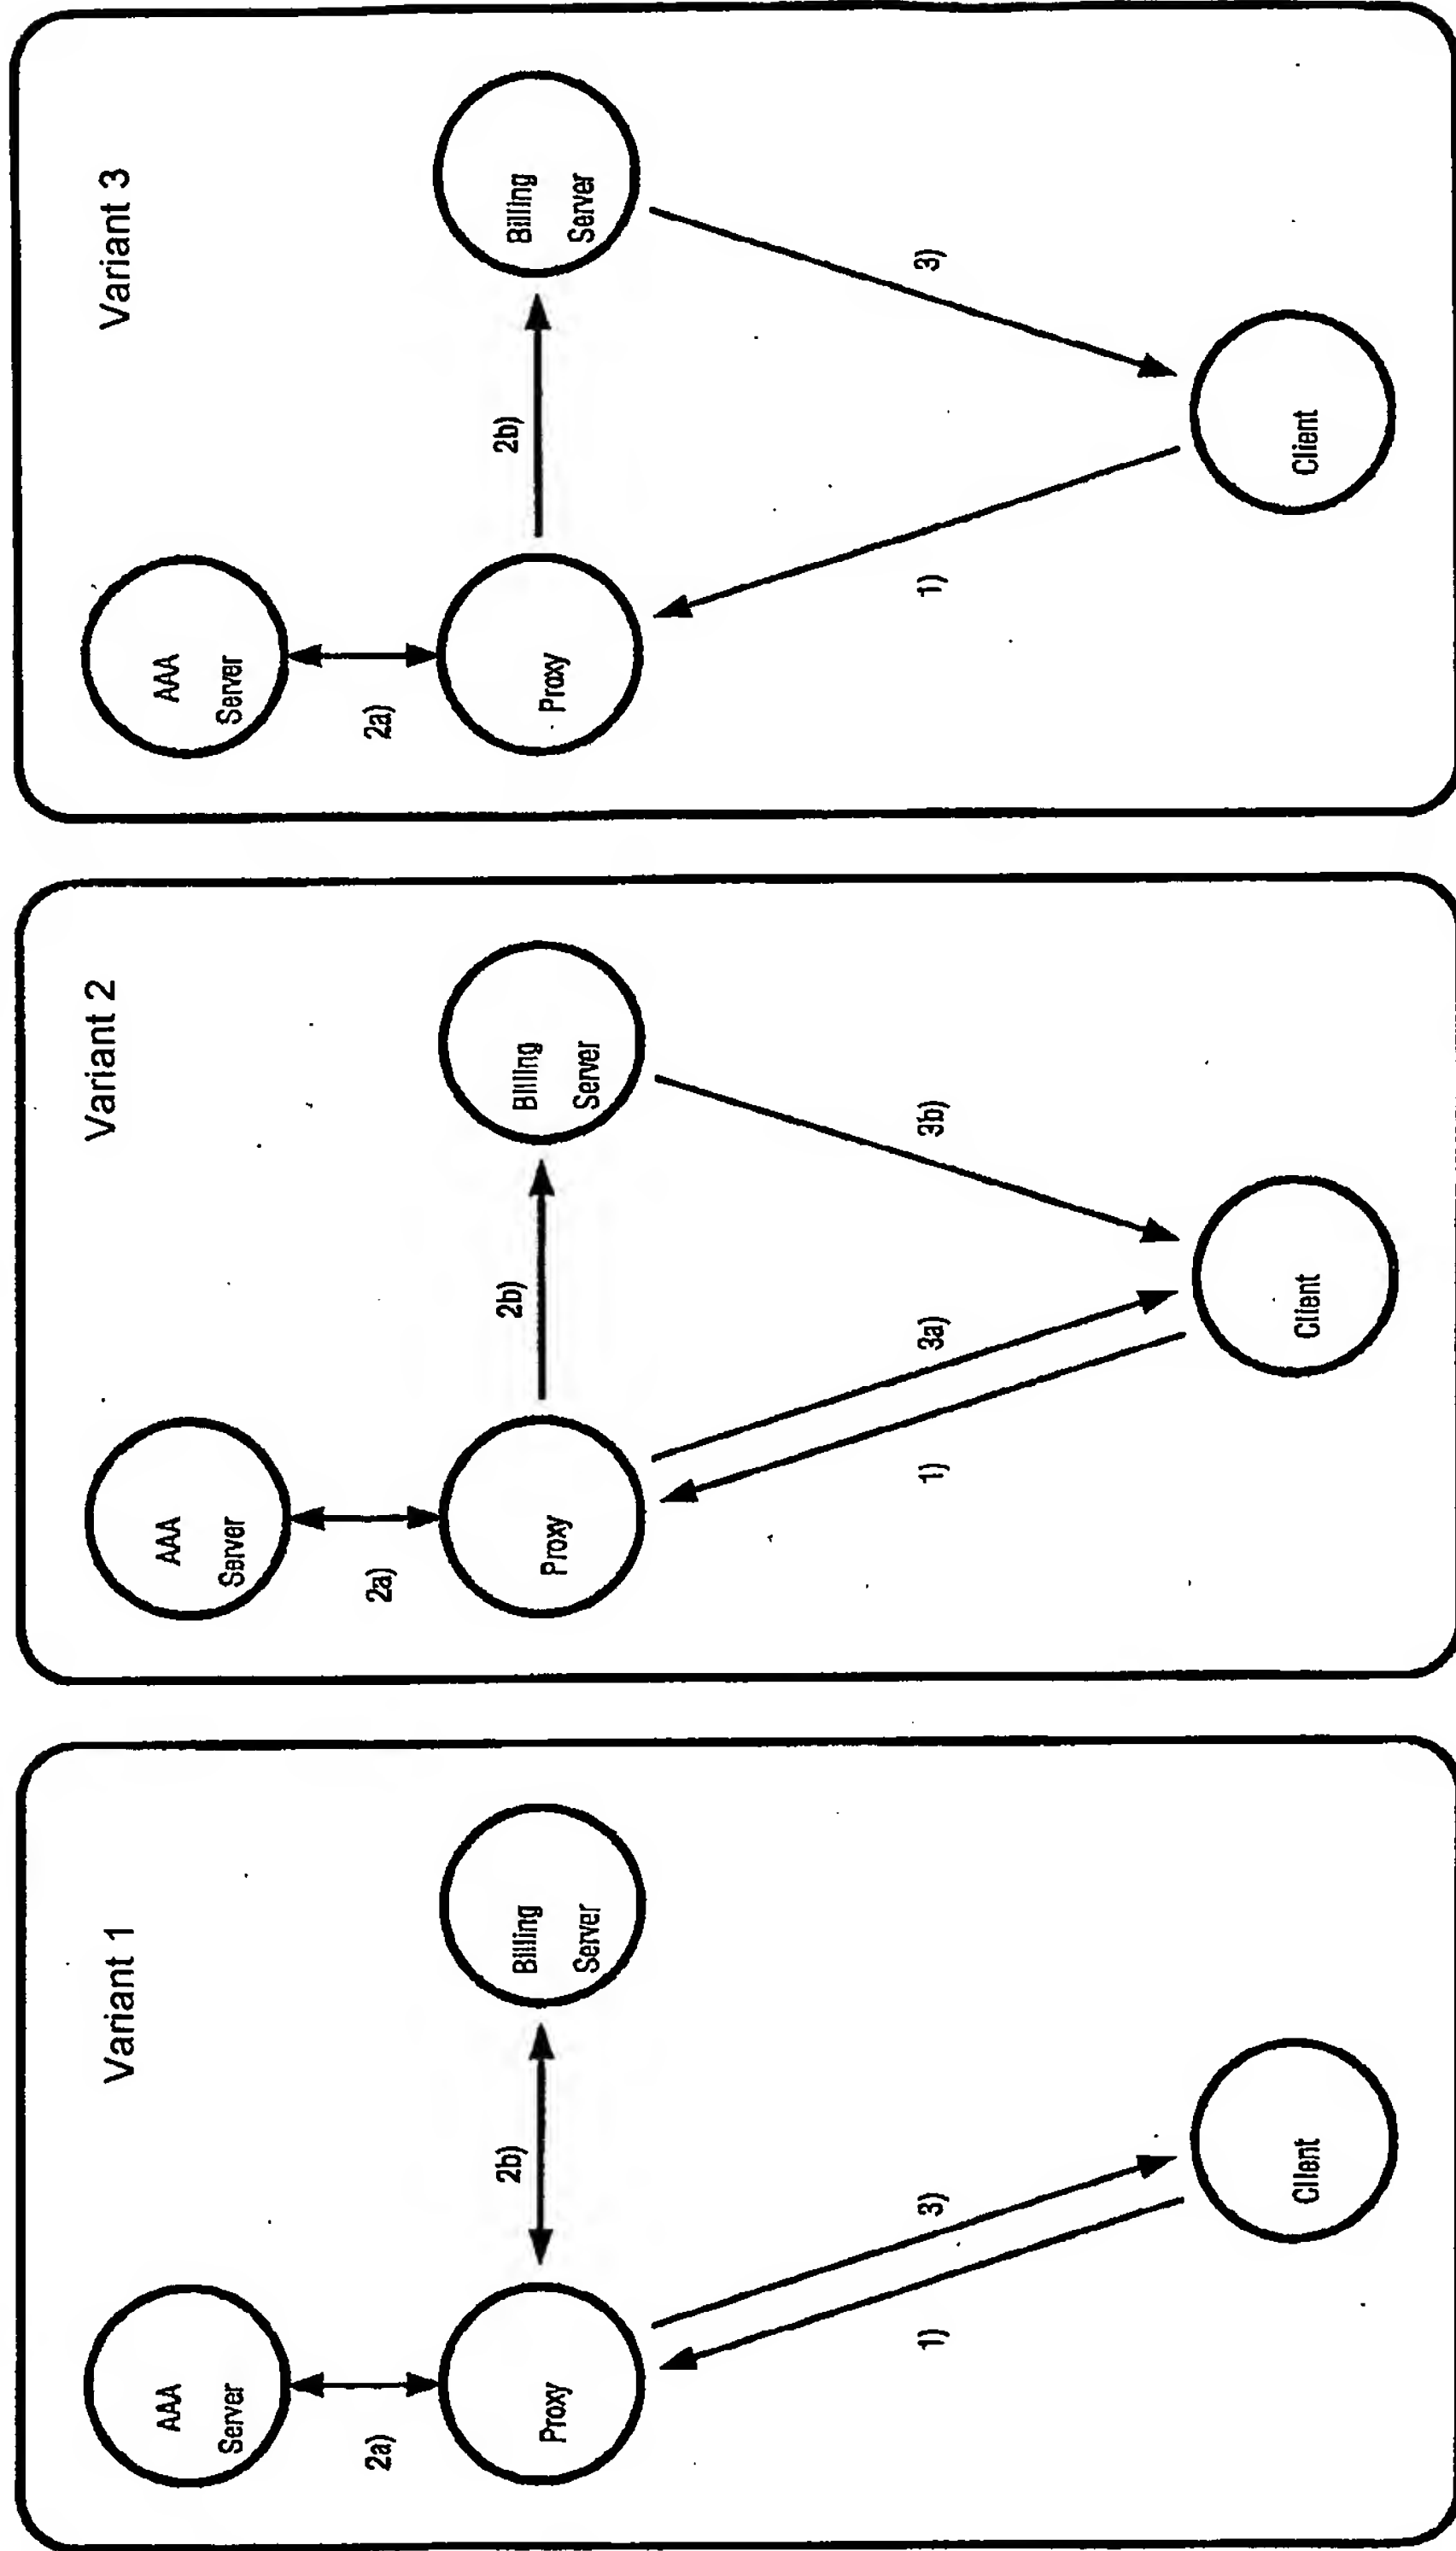 Variant 1
AAA
Server
2a)
Proxy
2b)
Billing
Server
1)
3)
Client
Variant 2
AAA
Server
2a)
Proxy
2b)
Billing
Server
1)
3a)
3b)
Client
Variant 3
AAA
Server
2a)
Proxy
2b)
Billing
Server
1)
3)
Client